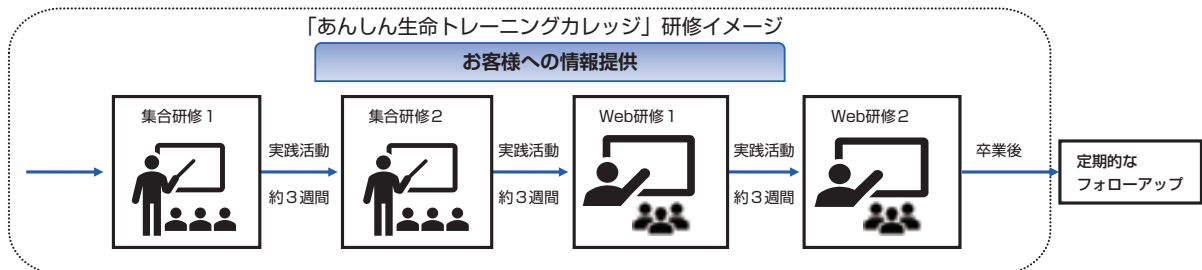 「あんしん生命トレーニングカレッジ」研修イメージ
お客様への情報提供
集合研修1
実践活動
約3週間
集合研修2
実践活動
約3週間
Web研修1
実践活動
約3週間
Web研修2
卒業後
定期的な
フォローアップ